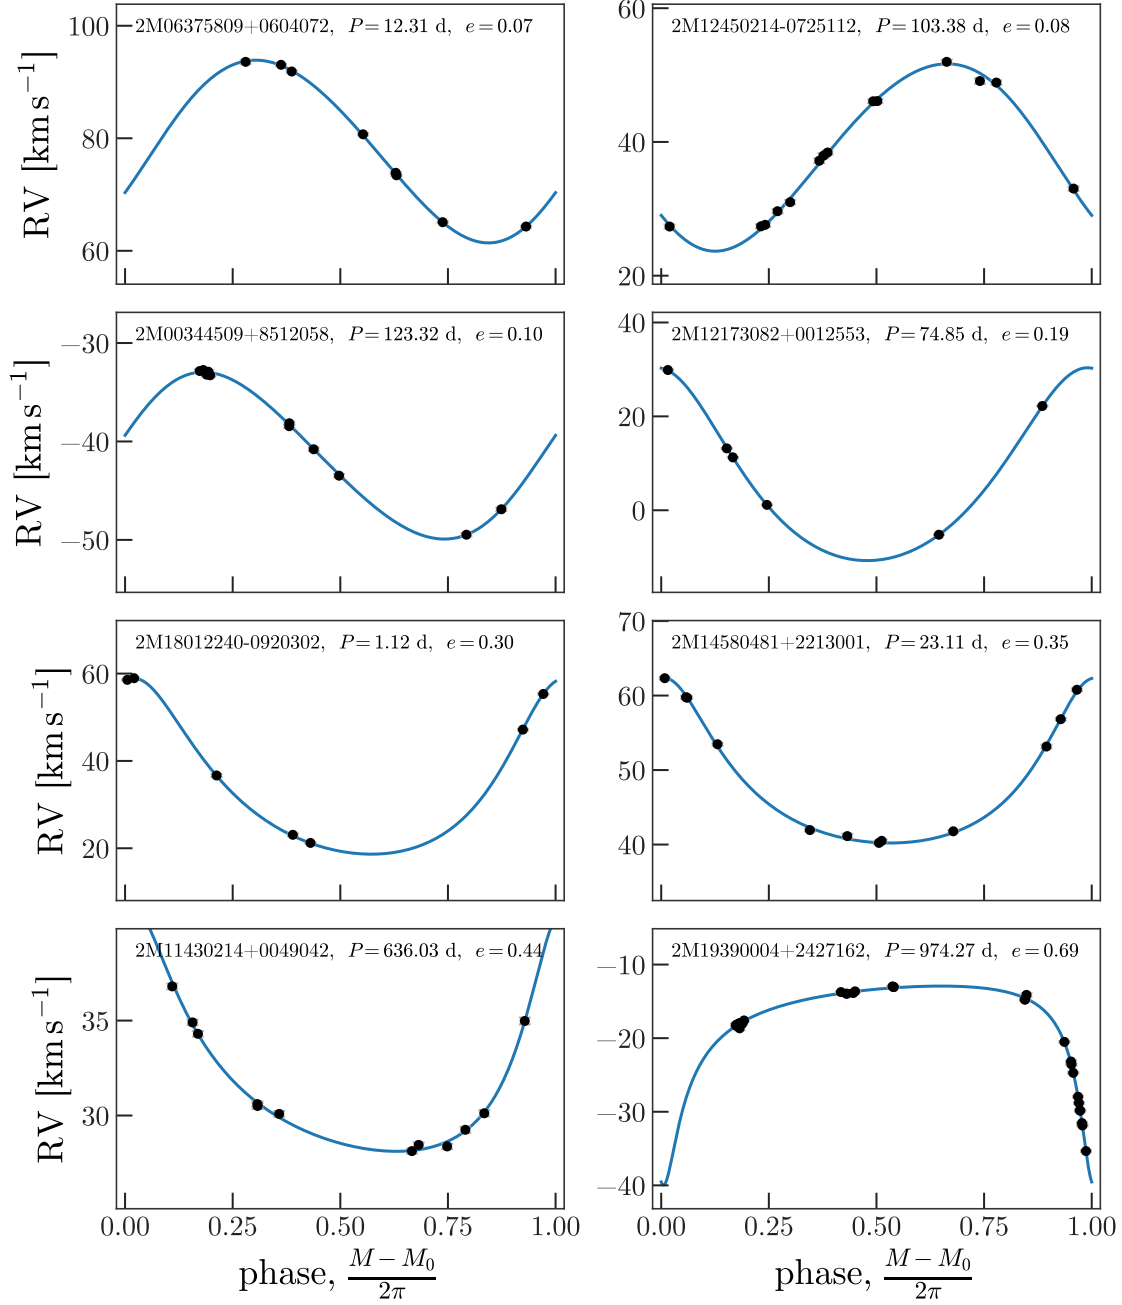 2M06375809+0604072, P = 12.31 d, e = 0.07
100
80
60
RV [km s⁻¹]
2M12450214-0725112, P = 103.38 d, e = 0.08
60
40
20
2M00344509+8512058, P = 123.32 d, e = 0.10
−30
−40
−50
RV [km s⁻¹]
2M12173082+0012553, P = 74.85 d, e = 0.19
40
20
0
2M18012240-0920302, P = 1.12 d, e = 0.30
60
40
20
RV [km s⁻¹]
2M14580481+2213001, P = 23.11 d, e = 0.35
70
60
50
40
2M11430214+0049042, P = 636.03 d, e = 0.44
35
30
RV [km s⁻¹]
0.00 0.25 0.50 0.75 1.00
phase, (M − M₀)/2π
2M19390004+2427162, P = 974.27 d, e = 0.69
−10
−20
−30
−40
0.00 0.25 0.50 0.75 1.00
phase, (M − M₀)/2π